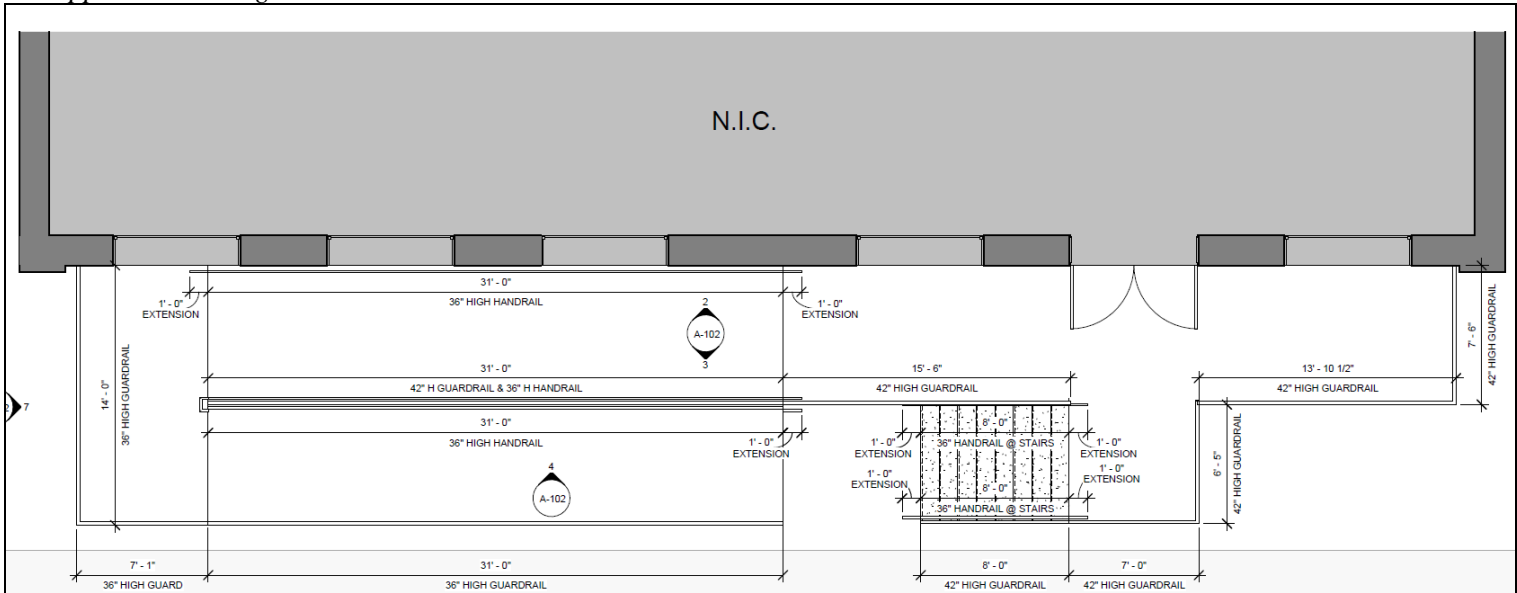 N.I.C.
31' - 0"
36" HIGH HANDRAIL
1' - 0"
EXTENSION
1' - 0"
EXTENSION
2
A-102
3
14' - 0"
36" HIGH GUARDRAIL
7
31' - 0"
42" H GUARDRAIL & 36" H HANDRAIL
15' - 6"
42" HIGH GUARDRAIL
13' - 10 1/2"
42" HIGH GUARDRAIL
7' - 6"
42" HIGH GUARDRAIL
31' - 0"
36" HIGH HANDRAIL
1' - 0"
EXTENSION
1' - 0"
EXTENSION
8' - 0"
36" HANDRAIL @ STAIRS
1' - 0"
EXTENSION
1' - 0"
EXTENSION
8' - 0"
36" HANDRAIL @ STAIRS
1' - 0"
EXTENSION
6' - 5"
42" HIGH GUARDRAIL
4
A-102
7' - 1"
36" HIGH GUARD
31' - 0"
36" HIGH GUARDRAIL
8' - 0"
42" HIGH GUARDRAIL
7' - 0"
42" HIGH GUARDRAIL